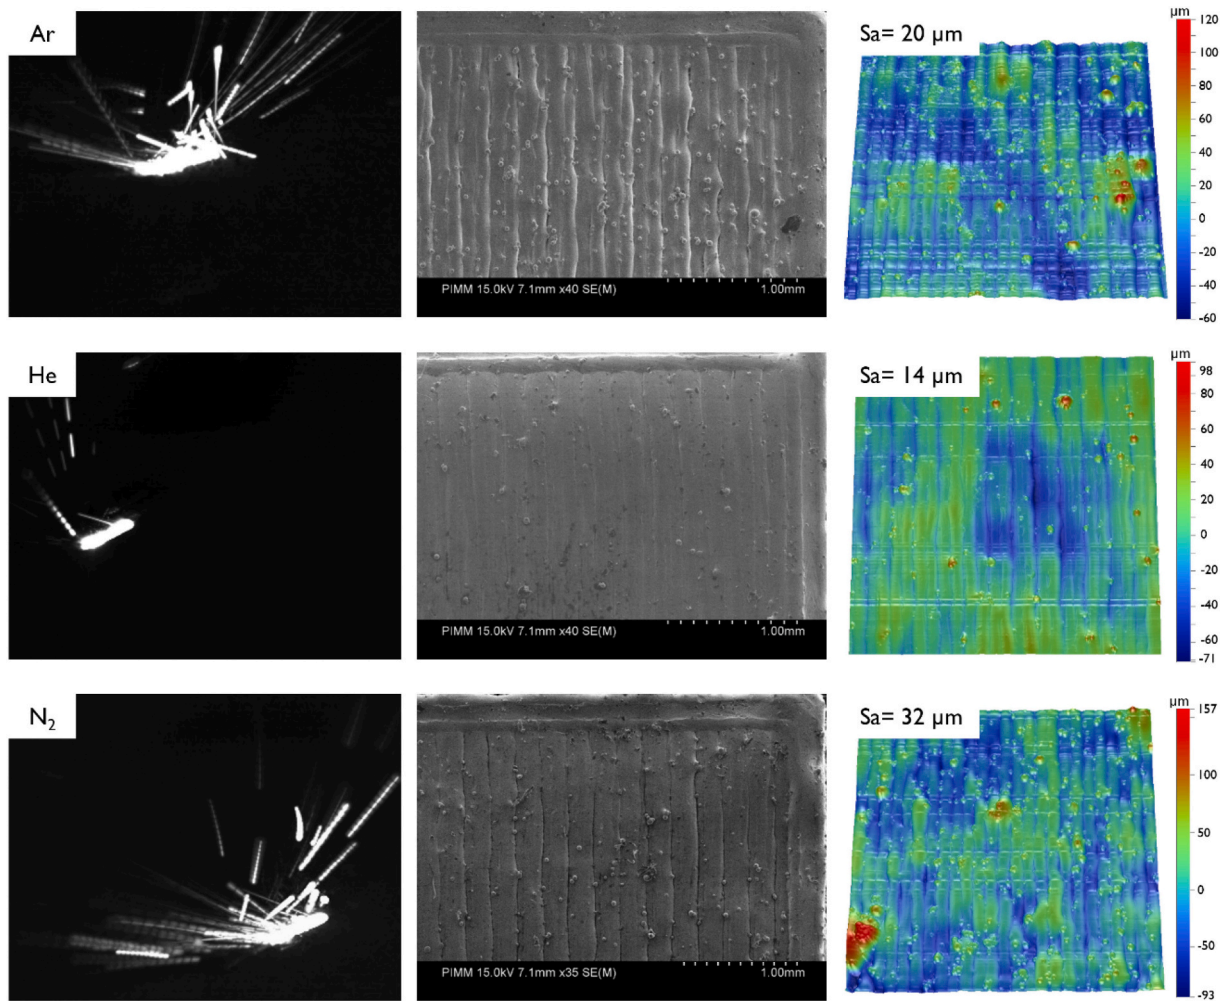 Ar
PIMM 15.0kV 7.1mm x40 SE(M)
1.00mm
Sa= 20 µm
µm
120
100
80
60
40
20
0
-20
-40
-60
He
PIMM 15.0kV 7.1mm x40 SE(M)
1.00mm
Sa= 14 µm
µm
98
80
60
40
20
0
-20
-40
-60
-71
N₂
PIMM 15.0kV 7.1mm x35 SE(M)
1.00mm
Sa= 32 µm
µm
157
100
50
0
-50
-93